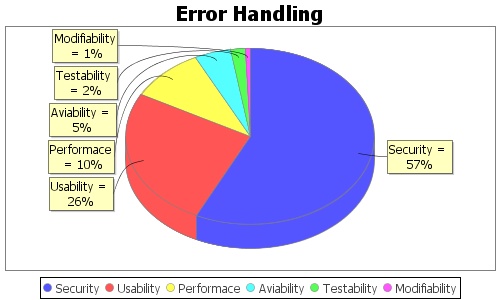 Error Handling
Modifiability
= 1%
Testability
= 2%
Aviability =
5%
Performace
= 10%
Usability =
26%
Security =
57%
Security Usability Performace Aviability Testability Modifiability